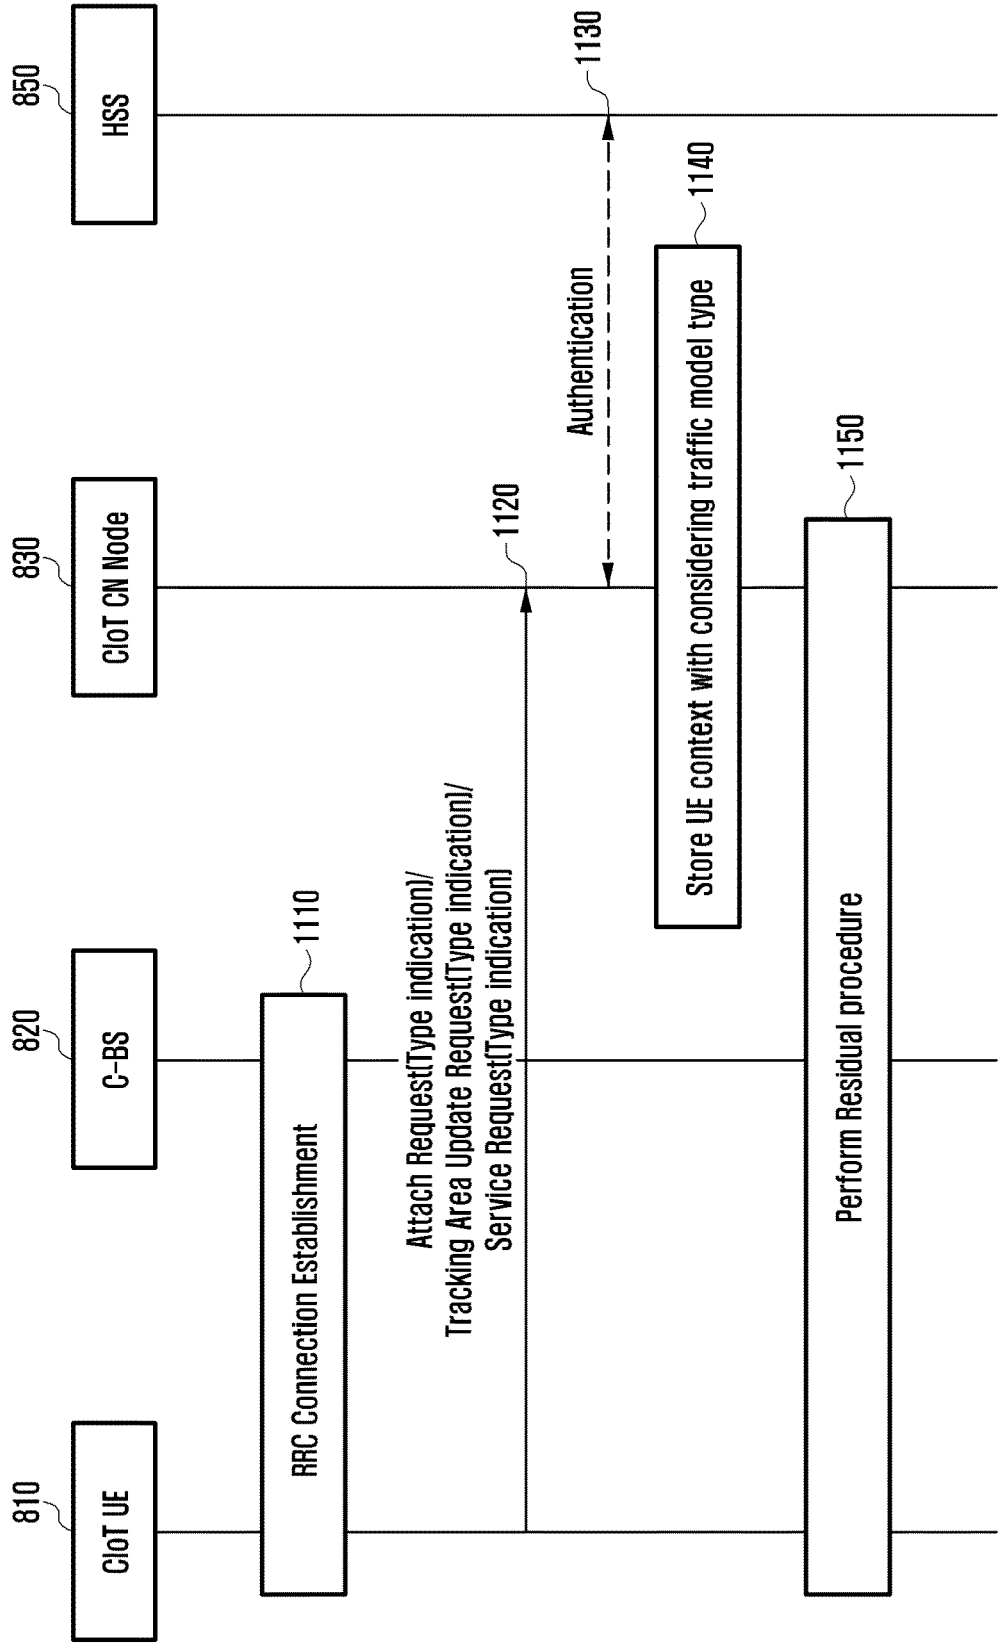 810
820
830
850
CIoT UE
C-BS
CIoT CN Node
HSS
1110
RRC Connection Establishment
Attach Request(Type indication)/
Tracking Area Update Request(Type indication)/
Service Request(Type indication)
1120
Authentication
1130
Store UE context with considering traffic model type
1140
Perform Residual procedure
1150